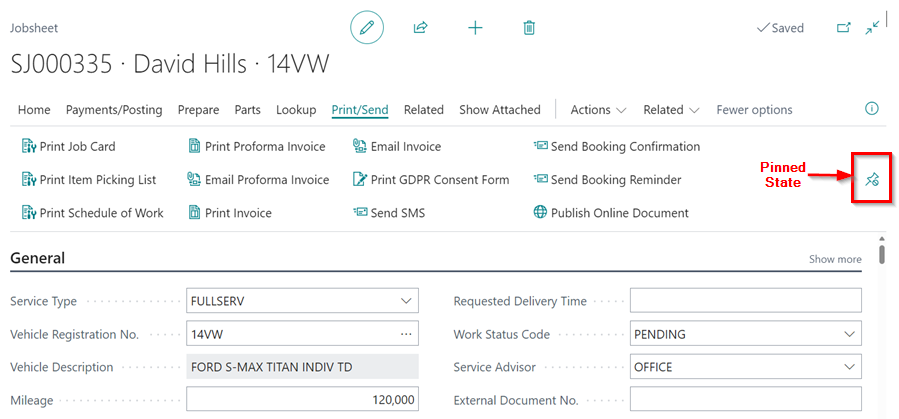 Jobsheet
Saved
SJ000335 · David Hills · 14VW
Home Payments/Posting Prepare Parts Lookup Print/Send Related Show Attached Actions Related Fewer options
Print Job Card Print Proforma Invoice Email Invoice Send Booking Confirmation
Pinned
State
Print Item Picking List Email Proforma Invoice Print GDPR Consent Form Send Booking Reminder
Print Schedule of Work Print Invoice Send SMS Publish Online Document
General Show more
Service Type FULLSERV Requested Delivery Time
Vehicle Registration No. 14VW ··· Work Status Code PENDING
Vehicle Description FORD S-MAX TITAN INDIV TD Service Advisor OFFICE
Mileage 120,000 External Document No.